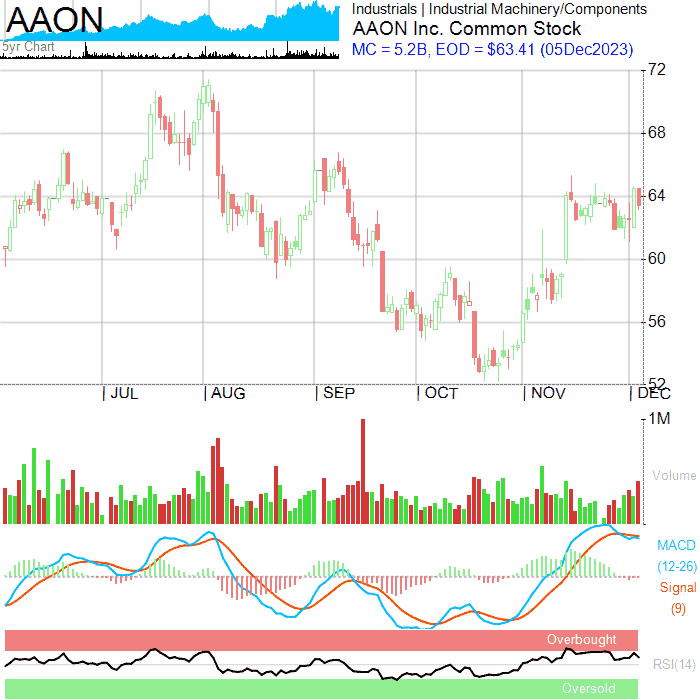 AAON
5yr Chart
Industrials | Industrial Machinery/Components
AAON Inc. Common Stock
MC = 5.2B, EOD = $63.41 (05Dec2023)
72
68
64
60
56
52
JUL
AUG
SEP
OCT
NOV
DEC
1M
Volume
MACD
(12-26)
Signal
(9)
Overbought
RSI(14)
Oversold